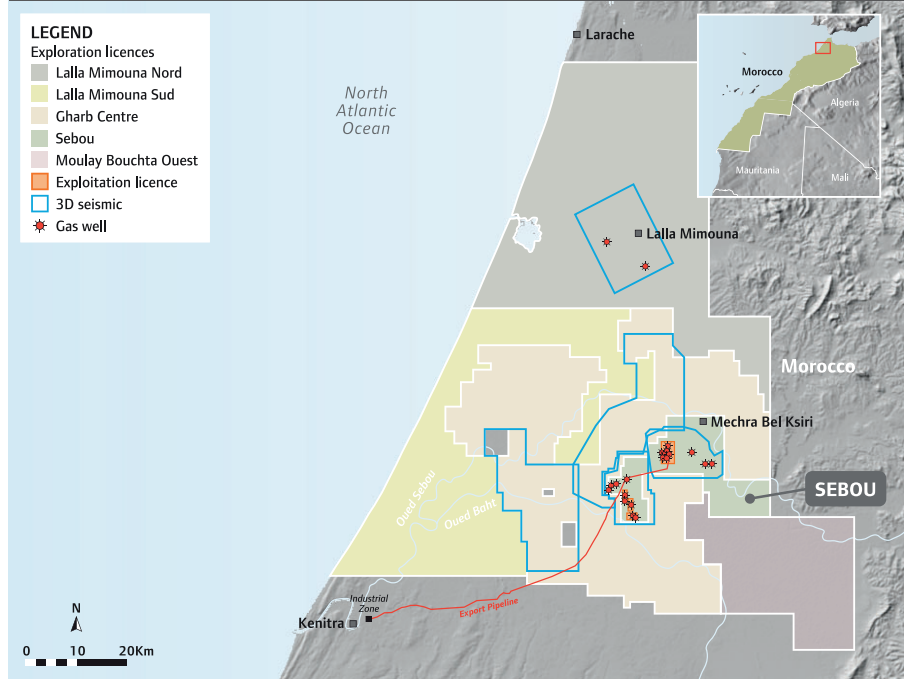 LEGEND
Exploration licences
Lalla Mimouna Nord
Lalla Mimouna Sud
Gharb Centre
Sebou
Moulay Bouchta Ouest
Exploitation licence
3D seismic
Gas well
Larache
North
Atlantic
Ocean
Morocco
Algeria
Mauritania
Mali
Lalla Mimouna
Morocco
Mechra Bel Ksiri
SEBOU
Oued Sebou
Oued Baht
Industrial
Zone
Export Pipeline
Kenitra
N
0 10 20Km